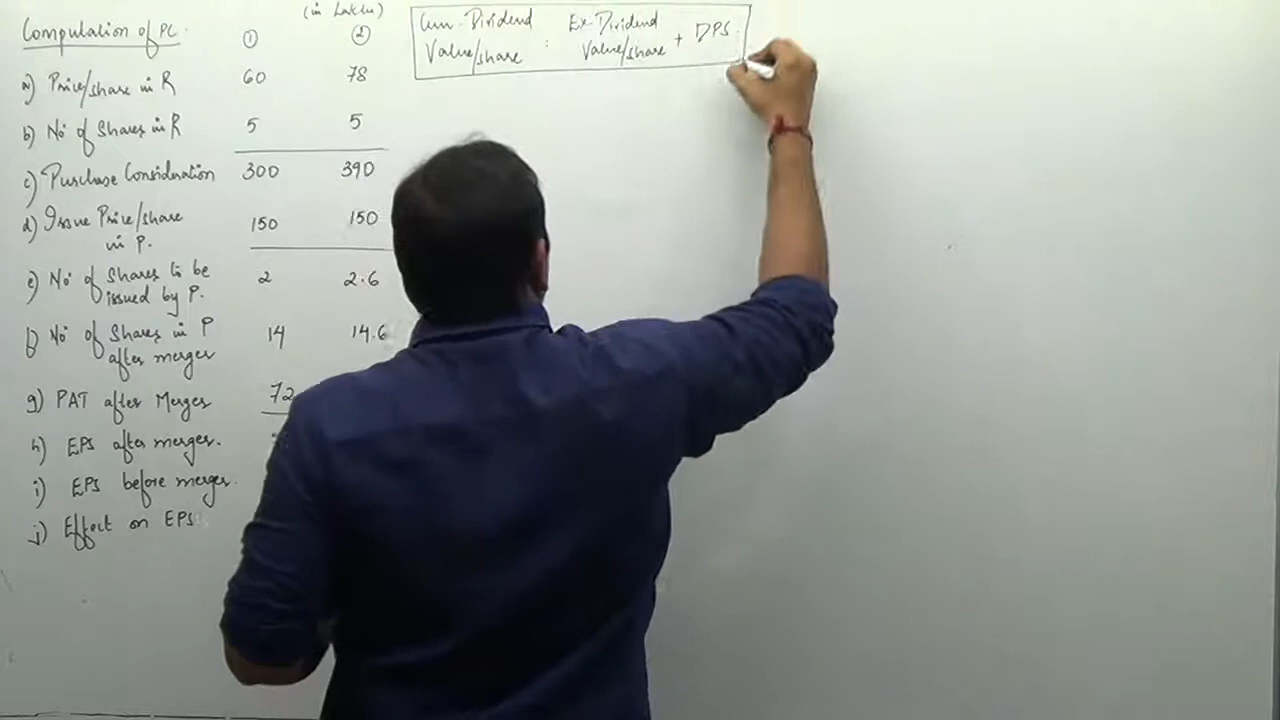 (in Lakhs)
Computation of PC.
① ②
a) Price/share in R 60 78
b) No of Shares in R 5 5
c) Purchase Consideration 300 390
d) Issue Price/share
in P. 150 150
e) No of Shares to be
issued by P. 2 2.6
f) No of Shares in P
after merger 14 14.6
g) PAT after Merger 72
h) EPS after merger.
i) EPS before merger.
j) Effect on EPS
Cum-Dividend
Value/share : Ex-Dividend
Value/share + DPS.